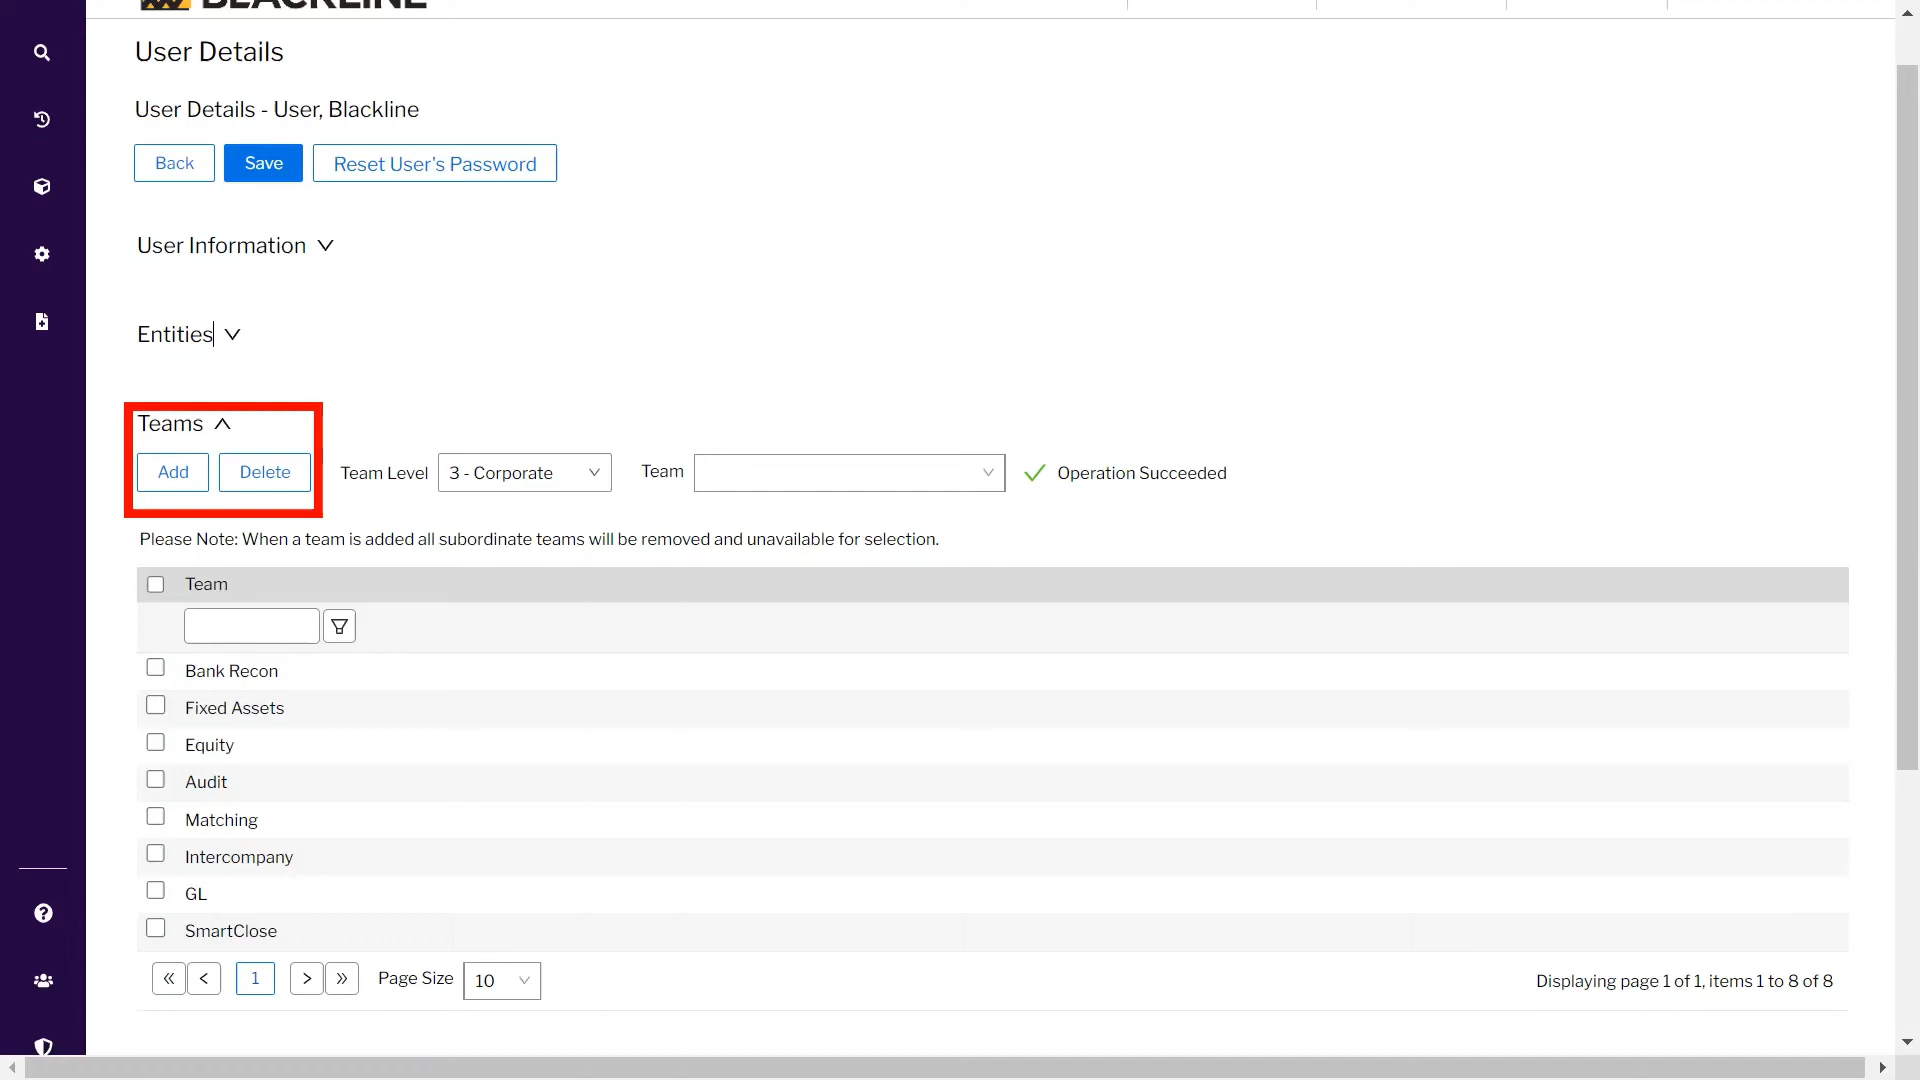 BLACKLINE
User Details
User Details - User, Blackline
Back Save Reset User's Password
User Information
Entities
Teams
Add Delete Team Level 3 - Corporate Team Operation Succeeded
Please Note: When a team is added all subordinate teams will be removed and unavailable for selection.
Team
Bank Recon
Fixed Assets
Equity
Audit
Matching
Intercompany
GL
SmartClose
« < 1 > » Page Size 10 Displaying page 1 of 1, items 1 to 8 of 8